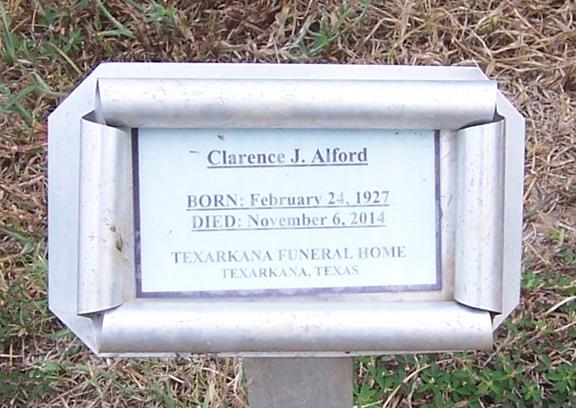 Clarence J. Alford
BORN: February 24, 1927
DIED: November 6, 2014
TEXARKANA FUNERAL HOME
TEXARKANA, TEXAS